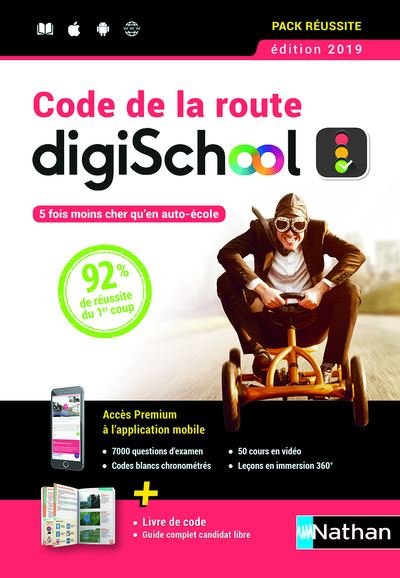 PACK RÉUSSITE
édition 2019
Code de la route
digiSchool
5 fois moins cher qu'en auto-école
92%
de réussite
du 1er coup
Accès Premium
à l'application mobile
• 7000 questions d'examen
• Codes blancs chronométrés
• 50 cours en vidéo
• Leçons en immersion 360°
+
• Livre de code
• Guide complet candidat libre
Nathan